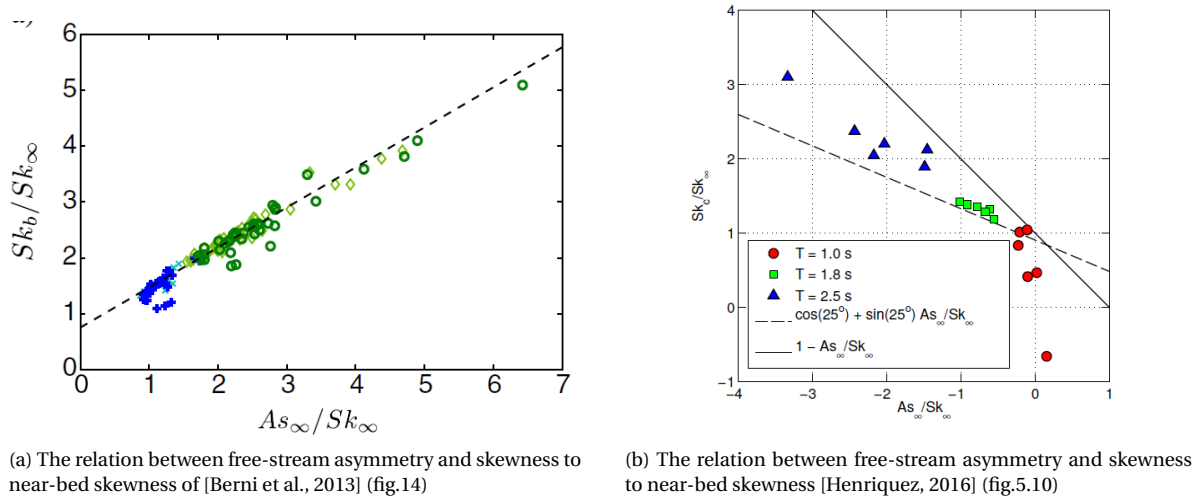 6
5
4
3
2
1
0
Sk_b/Sk_∞
0 1 2 3 4 5 6 7
As_∞/Sk_∞
(a) The relation between free-stream asymmetry and skewness to
near-bed skewness of [Berni et al., 2013] (fig.14)
4
3
2
1
0
−1
Sk_c/Sk_∞
T = 1.0 s
T = 1.8 s
T = 2.5 s
cos(25°) + sin(25°) As_∞/Sk_∞
1 − As_∞/Sk_∞
−4 −3 −2 −1 0 1
As_∞/Sk_∞
(b) The relation between free-stream asymmetry and skewness
to near-bed skewness [Henriquez, 2016] (fig.5.10)